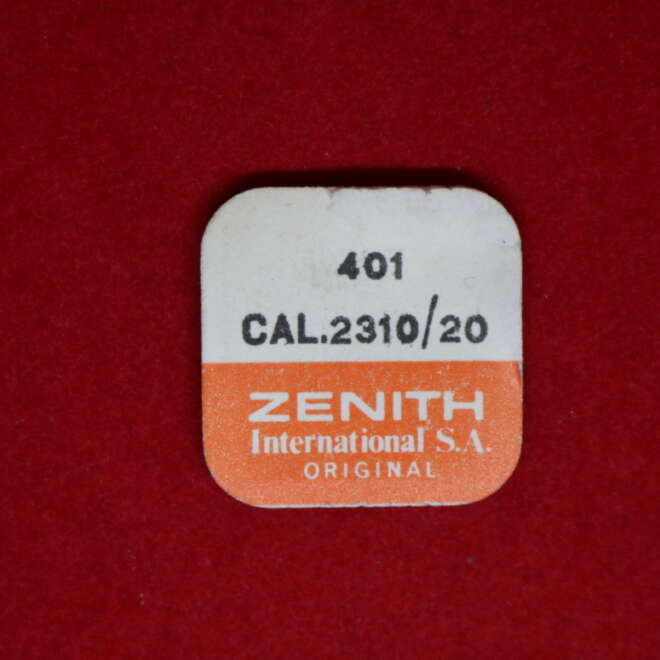 401
CAL.2310/20
ZENITH
International S.A.
ORIGINAL